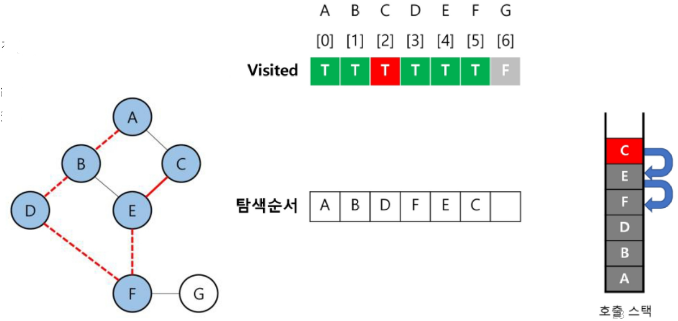 A B C D E F G
[0] [1] [2] [3] [4] [5] [6]
Visited T T T T T T F
A
B C
D E
F G
탐색순서 A B D F E C
C
E
F
D
B
A
호출 스택